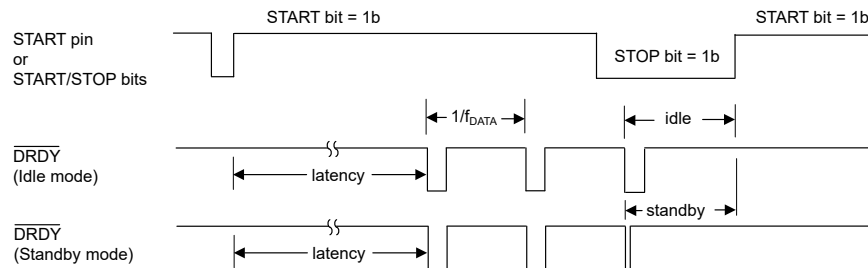 START bit = 1b
START bit = 1b
START pin
or
START/STOP bits
STOP bit = 1b
1/fDATA
idle
DRDY
(Idle mode)
latency
standby
DRDY
(Standby mode)
latency